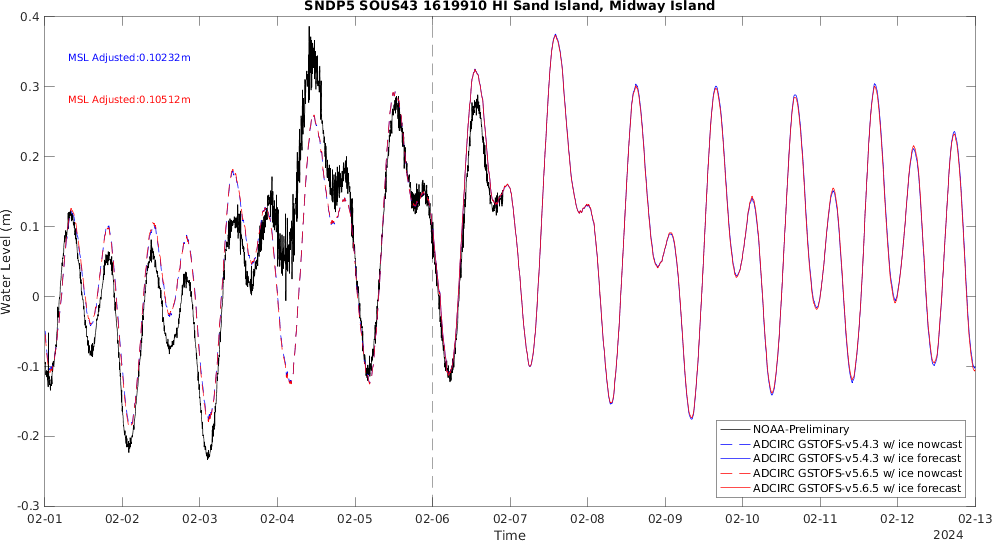 SNDP5 SOUS43 1619910 HI Sand Island, Midway Island
0.4
0.3
0.2
0.1
0
-0.1
-0.2
-0.3
Water Level (m)
MSL Adjusted:0.10232m
MSL Adjusted:0.10512m
NOAA-Preliminary
ADCIRC GSTOFS-v5.4.3 w/ ice nowcast
ADCIRC GSTOFS-v5.4.3 w/ ice forecast
ADCIRC GSTOFS-v5.6.5 w/ ice nowcast
ADCIRC GSTOFS-v5.6.5 w/ ice forecast
02-01 02-02 02-03 02-04 02-05 02-06 02-07 02-08 02-09 02-10 02-11 02-12 02-13
Time
2024